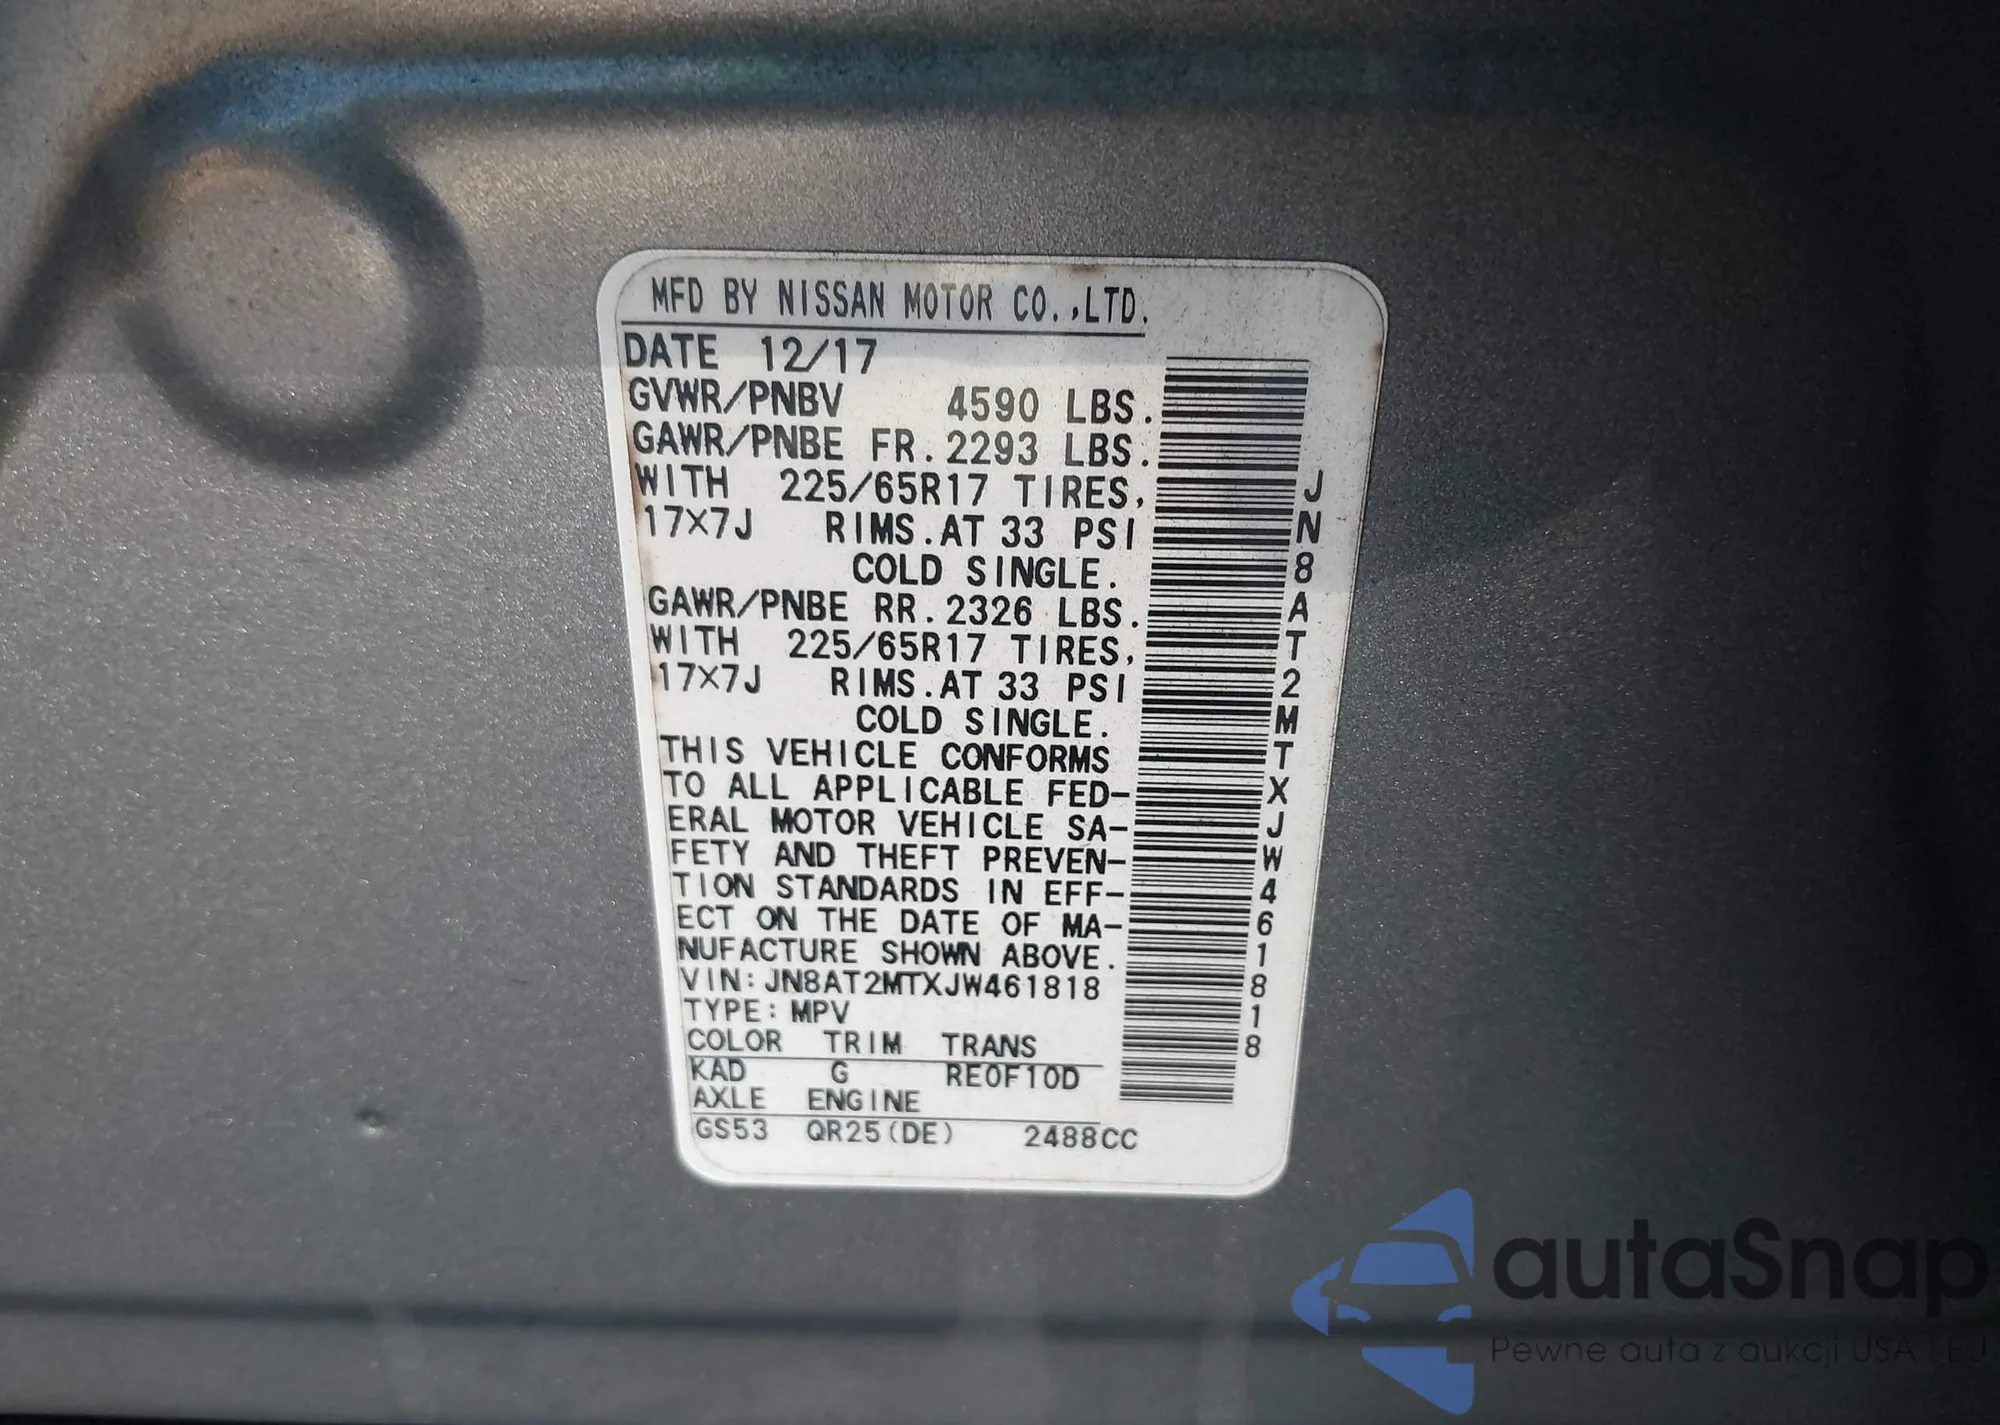 MFD BY NISSAN MOTOR CO.,LTD.
DATE 12/17
GVWR/PNBV 4590 LBS.
GAWR/PNBE FR.2293 LBS.
WITH 225/65R17 TIRES,
17X7J RIMS.AT 33 PSI
COLD SINGLE.
GAWR/PNBE RR.2326 LBS.
WITH 225/65R17 TIRES,
17X7J RIMS.AT 33 PSI
COLD SINGLE.
THIS VEHICLE CONFORMS
TO ALL APPLICABLE FED-
ERAL MOTOR VEHICLE SA-
FETY AND THEFT PREVEN-
TION STANDARDS IN EFF-
ECT ON THE DATE OF MA-
NUFACTURE SHOWN ABOVE.
VIN:JN8AT2MTXJW461818
TYPE:MPV
COLOR TRIM TRANS
KAD G RE0F10D
AXLE ENGINE
GS53 QR25(DE) 2488CC
JN8AT2MTXJW461818
autaSnap
Pewne auta z aukcji USA i EU